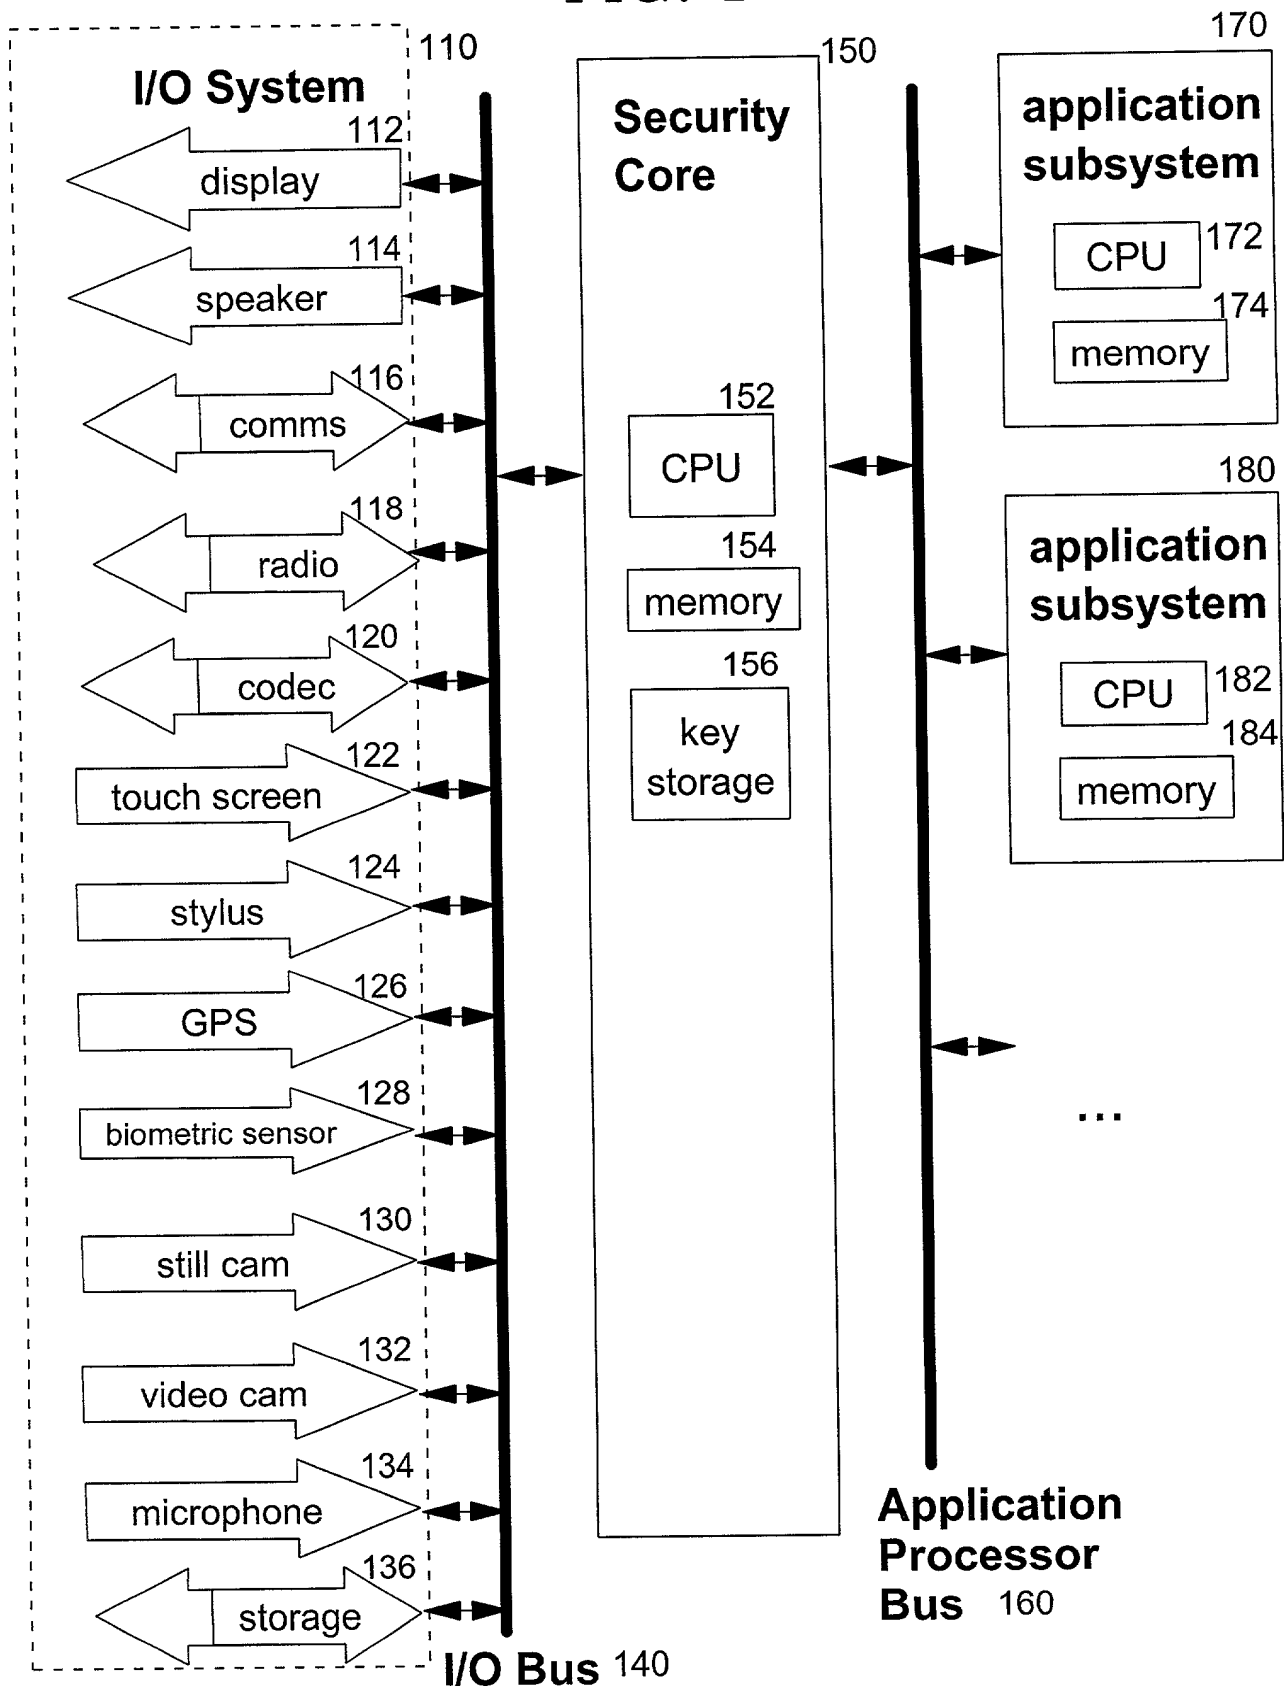 110
I/O System
112
display
114
speaker
116
comms
118
radio
120
codec
122
touch screen
124
stylus
126
GPS
128
biometric sensor
130
still cam
132
video cam
134
microphone
136
storage
I/O Bus 140
150
Security
Core
152
CPU
154
memory
156
key
storage
Application
Processor
Bus 160
170
application
subsystem
CPU 172
174
memory
180
application
subsystem
CPU 182
184
memory
...